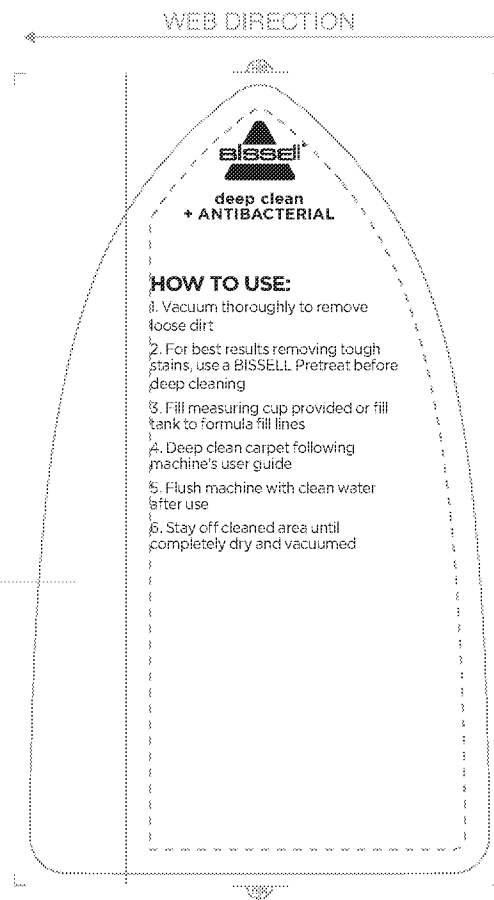 WEB DIRECTION
BISSELL
deep clean
+ ANTIBACTERIAL
HOW TO USE:
1. Vacuum thoroughly to remove
loose dirt
2. For best results removing tough
stains, use a BISSELL Pretreat before
deep cleaning
3. Fill measuring cup provided or fill
tank to formula fill lines
4. Deep clean carpet following
machine's user guide
5. Flush machine with clean water
after use
6. Stay off cleaned area until
completely dry and vacuumed